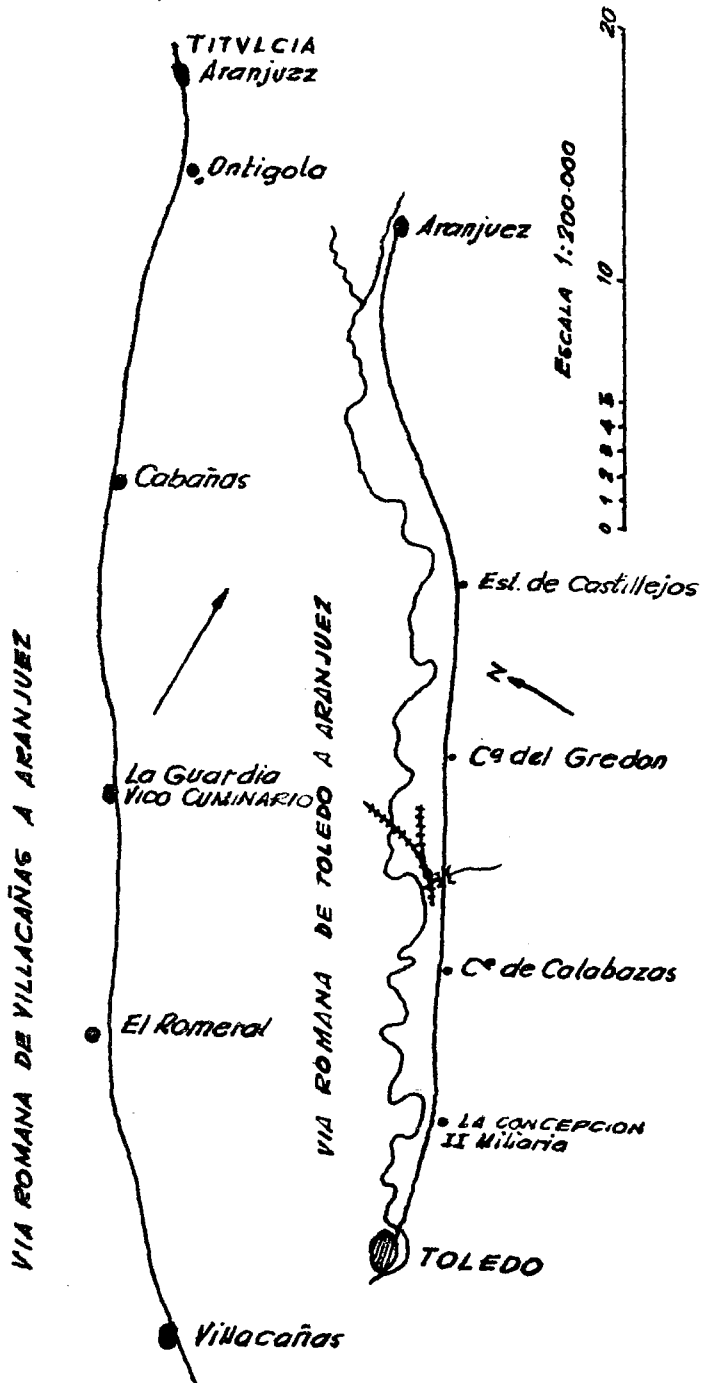 TITVLCIA
Aranjuez
Ontigola
Cabañas
La Guardia
VICO CUMINARIO
El Romeral
Villacañas
VIA ROMANA DE VILLACAÑAS A ARANJUEZ
Aranjuez
Est. de Castillejos
N
Cª del Gredon
Cª de Calabazas
LA CONCEPCION
II Miliaria
TOLEDO
VIA ROMANA DE TOLEDO A ARANJUEZ
ESCALA 1:200.000
0 1 2 3 4 5 10 20